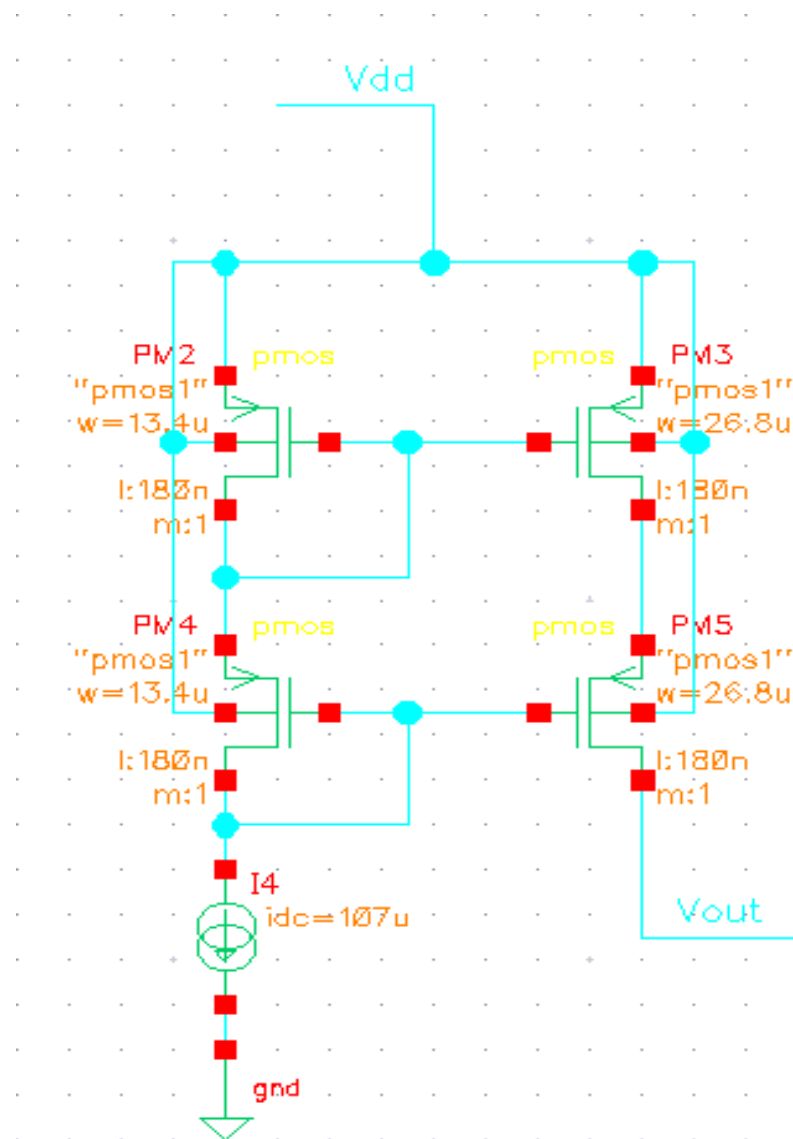 Vdd
PM2 pmos
"pmos1"
w=13.4u
l:180n
m:1
pmos PM3
"pmos1"
w=26.8u
l:180n
m:1
PM4 pmos
"pmos1"
w=13.4u
l:180n
m:1
pmos PM5
"pmos1"
w=26.8u
l:180n
m:1
I4
idc=107u
Vout
gnd